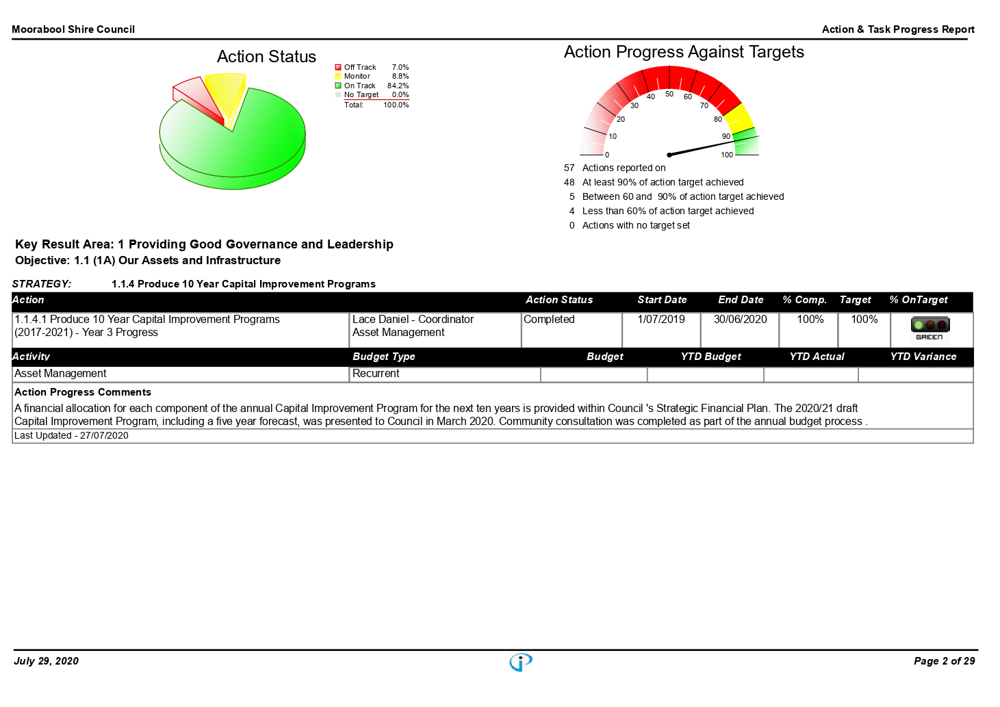 Moorabool Shire Council
Action & Task Progress Report
Action Status
Off Track 7.0%
Monitor 8.8%
On Track 84.2%
No Target 0.0%
Total: 100.0%
Action Progress Against Targets
0 10 20 30 40 50 60 70 80 90 100
57 Actions reported on
48 At least 90% of action target achieved
5 Between 60 and 90% of action target achieved
4 Less than 60% of action target achieved
0 Actions with no target set
Key Result Area: 1 Providing Good Governance and Leadership
Objective: 1.1 (1A) Our Assets and Infrastructure
STRATEGY: 1.1.4 Produce 10 Year Capital Improvement Programs
Action Action Status Start Date End Date % Comp. Target % OnTarget
1.1.4.1 Produce 10 Year Capital Improvement Programs Lace Daniel - Coordinator Completed 1/07/2019 30/06/2020 100% 100%
(2017-2021) - Year 3 Progress Asset Management GREEN
Activity Budget Type Budget YTD Budget YTD Actual YTD Variance
Asset Management Recurrent
Action Progress Comments
A financial allocation for each component of the annual Capital Improvement Program for the next ten years is provided within Council 's Strategic Financial Plan. The 2020/21 draft
Capital Improvement Program, including a five year forecast, was presented to Council in March 2020. Community consultation was completed as part of the annual budget process .
Last Updated - 27/07/2020
July 29, 2020
Page 2 of 29